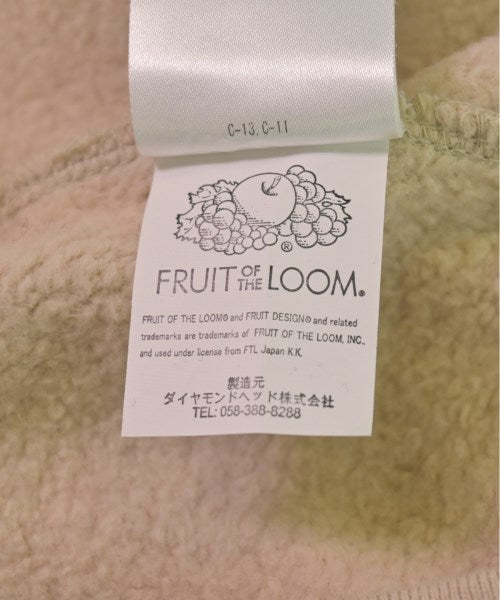 C-13. C-11
FRUIT OF THE LOOM®
FRUIT OF THE LOOM® and FRUIT DESIGN® and related
trademarks are trademarks of FRUIT OF THE LOOM, INC.,
and used under license from FTL Japan K.K.
製造元
ダイヤモンドヘッド株式会社
TEL: 058-388-8288